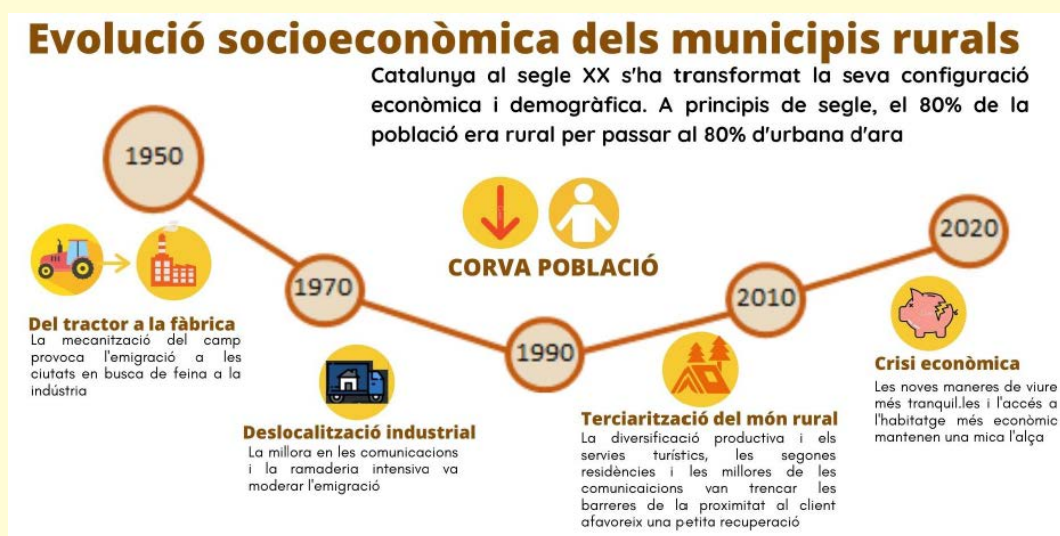 Evolució socioeconòmica dels municipis rurals
Catalunya al segle XX s'ha transformat la seva configuració
econòmica i demogràfica. A principis de segle, el 80% de la
població era rural per passar al 80% d'urbana d'ara
1950
1970
1990
2010
2020
CORVA POBLACIÓ
Del tractor a la fàbrica
La mecanització del camp
provoca l'emigració a les
ciutats en busca de feina a la
indústria
Deslocalització industrial
La millora en les comunicacions
i la ramaderia intensiva va
moderar l'emigració
Terciarització del món rural
La diversificació productiva i els
servies turístics, les segones
residències i les millores de les
comunicaicions van trencar les
barreres de la proximitat al client
afavoreix una petita recuperació
Crisi econòmica
Les noves maneres de viure
més tranquil.les i l'accés a
l'habitatge més econòmic
mantenen una mica l'alça